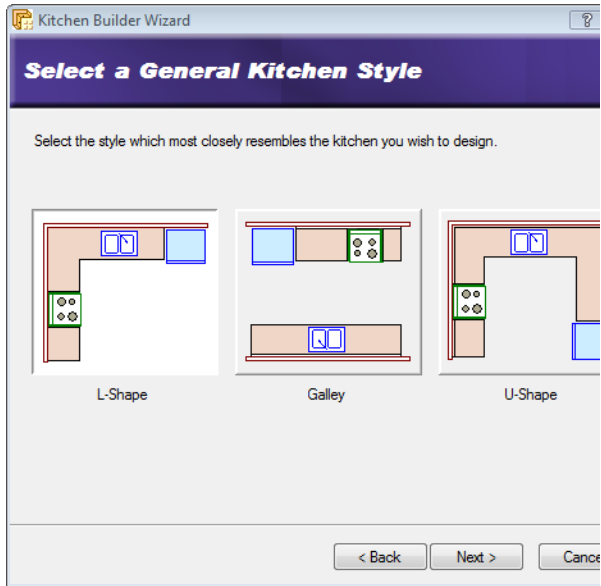 Kitchen Builder Wizard
?
Select a General Kitchen Style
Select the style which most closely resembles the kitchen you wish to design.
L-Shape
Galley
U-Shape
< Back
Next >
Cance